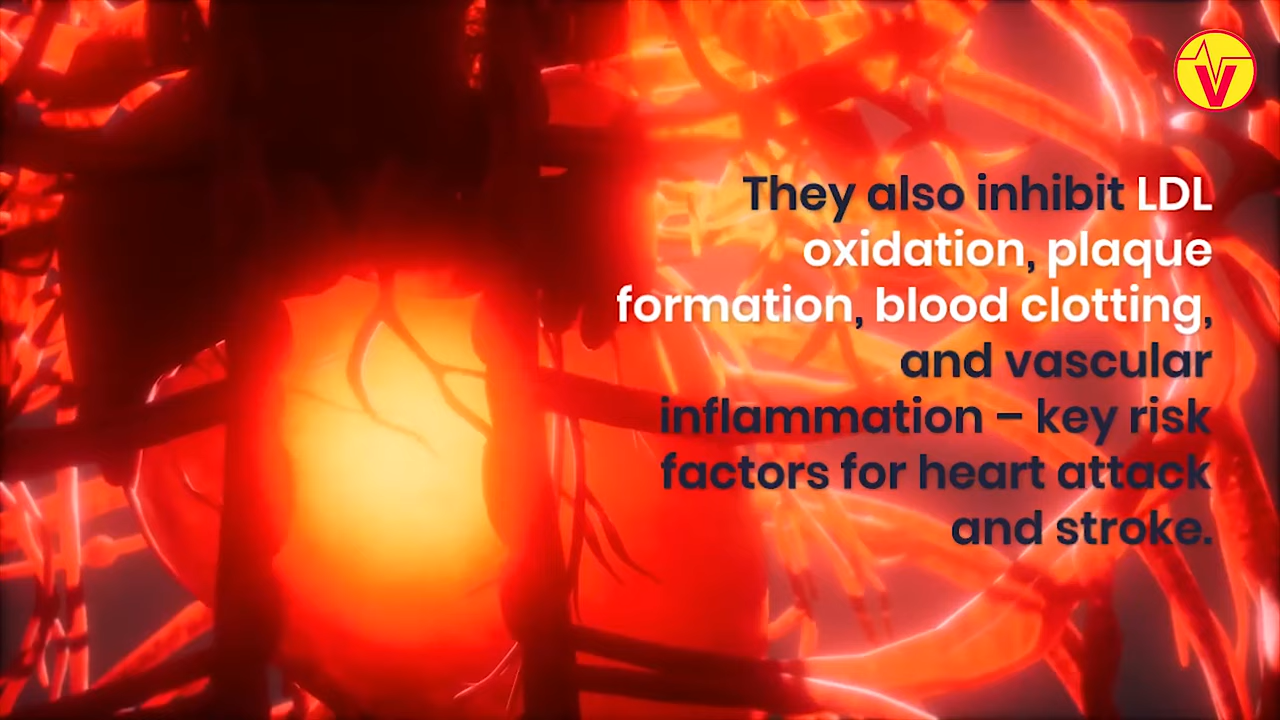 V
They also inhibit LDL
oxidation, plaque
formation, blood clotting,
and vascular
inflammation – key risk
factors for heart attack
and stroke.